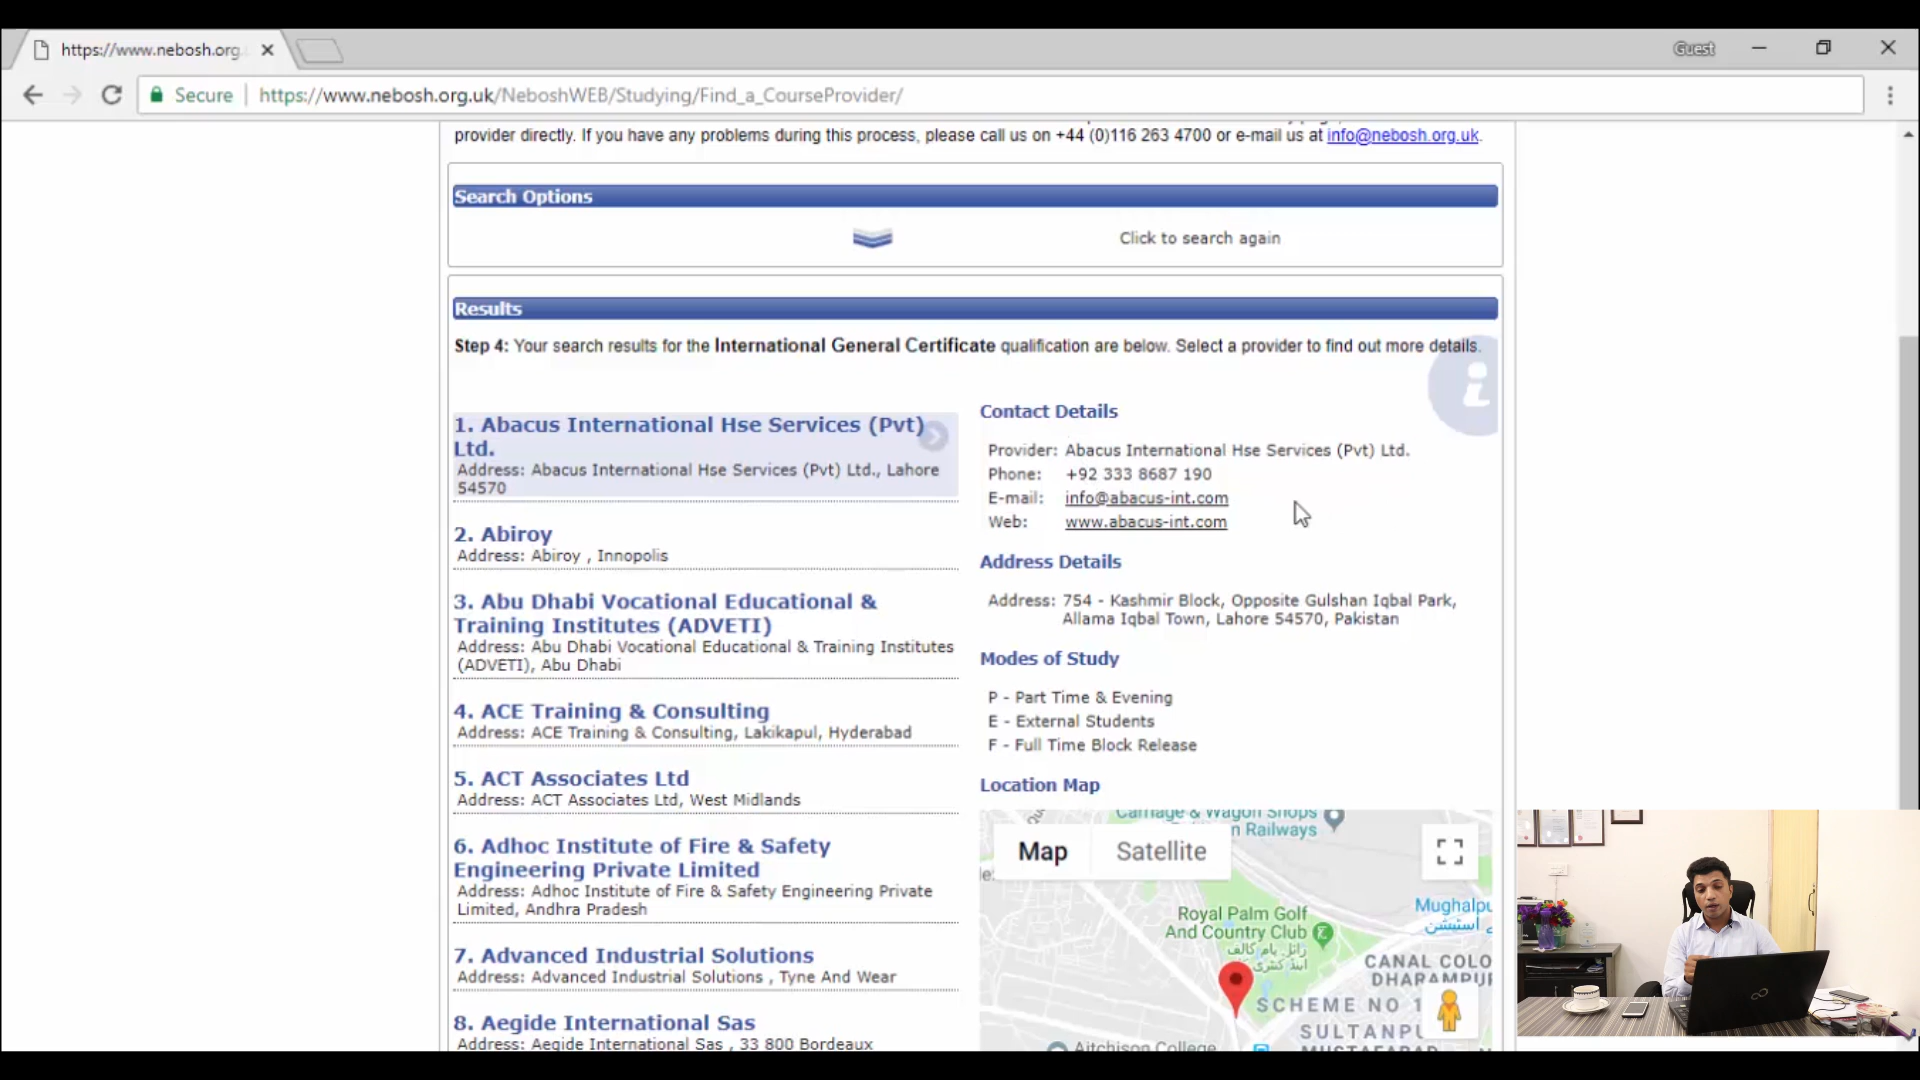 https://www.nebosh.org
Guest
Secure
https://www.nebosh.org.uk/NeboshWEB/Studying/Find_a_CourseProvider/
provider directly. If you have any problems during this process, please call us on +44 (0)116 263 4700 or e-mail us at info@nebosh.org.uk.
Search Options
Click to search again
Results
Step 4: Your search results for the International General Certificate qualification are below. Select a provider to find out more details.
1. Abacus International Hse Services (Pvt)
Ltd.
Address: Abacus International Hse Services (Pvt) Ltd., Lahore
54570
2. Abiroy
Address: Abiroy , Innopolis
3. Abu Dhabi Vocational Educational &
Training Institutes (ADVETI)
Address: Abu Dhabi Vocational Educational & Training Institutes
(ADVETI), Abu Dhabi
4. ACE Training & Consulting
Address: ACE Training & Consulting, Lakikapul, Hyderabad
5. ACT Associates Ltd
Address: ACT Associates Ltd, West Midlands
6. Adhoc Institute of Fire & Safety
Engineering Private Limited
Address: Adhoc Institute of Fire & Safety Engineering Private
Limited, Andhra Pradesh
7. Advanced Industrial Solutions
Address: Advanced Industrial Solutions , Tyne And Wear
8. Aegide International Sas
Address: Aegide International Sas , 33 800 Bordeaux
Contact Details
Provider: Abacus International Hse Services (Pvt) Ltd.
Phone: +92 333 8687 190
E-mail: info@abacus-int.com
Web: www.abacus-int.com
Address Details
Address: 754 - Kashmir Block, Opposite Gulshan Iqbal Park,
Allama Iqbal Town, Lahore 54570, Pakistan
Modes of Study
P - Part Time & Evening
E - External Students
F - Full Time Block Release
Location Map
Carriage & Wagon Shops
n Railways
Map
Satellite
Royal Palm Golf
And Country Club
رائل پام گالف
اینڈ کنٹری کلب
Mughalpu
CANAL COLO
DHARAMPUR
SCHEME NO 1
SULTANPU
MUSTAFABAD
Aitchison College